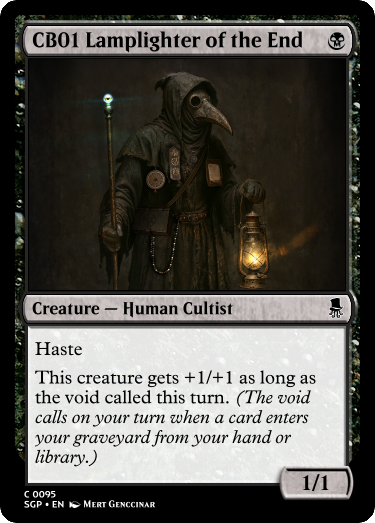 CB01 Lamplighter of the End
Creature — Human Cultist
Haste
This creature gets +1/+1 as long as
the void called this turn. (The void
calls on your turn when a card enters
your graveyard from your hand or
library.)
1/1
C 0095
SGP • EN Mert Genccinar